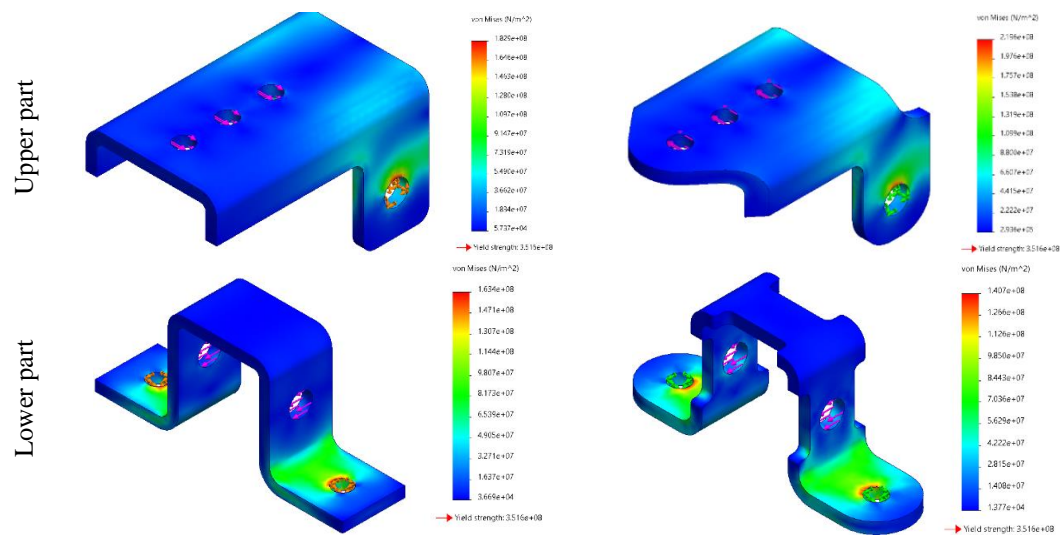 Upper part
von Mises (N/m^2)
1.829e+08
1.646e+08
1.463e+08
1.280e+08
1.097e+08
9.147e+07
7.319e+07
5.490e+07
3.662e+07
1.834e+07
5.737e+04
Yield strength: 3.516e+08
von Mises (N/m^2)
2.196e+08
1.976e+08
1.757e+08
1.538e+08
1.319e+08
1.099e+08
8.800e+07
6.607e+07
4.415e+07
2.222e+07
2.936e+05
Yield strength: 3.516e+08
Lower part
von Mises (N/m^2)
1.634e+08
1.471e+08
1.307e+08
1.144e+08
9.807e+07
8.173e+07
6.539e+07
4.905e+07
3.271e+07
1.637e+07
3.669e+04
Yield strength: 3.516e+08
von Mises (N/m^2)
1.407e+08
1.266e+08
1.126e+08
9.850e+07
8.443e+07
7.036e+07
5.629e+07
4.222e+07
2.815e+07
1.408e+07
1.377e+04
Yield strength: 3.516e+08